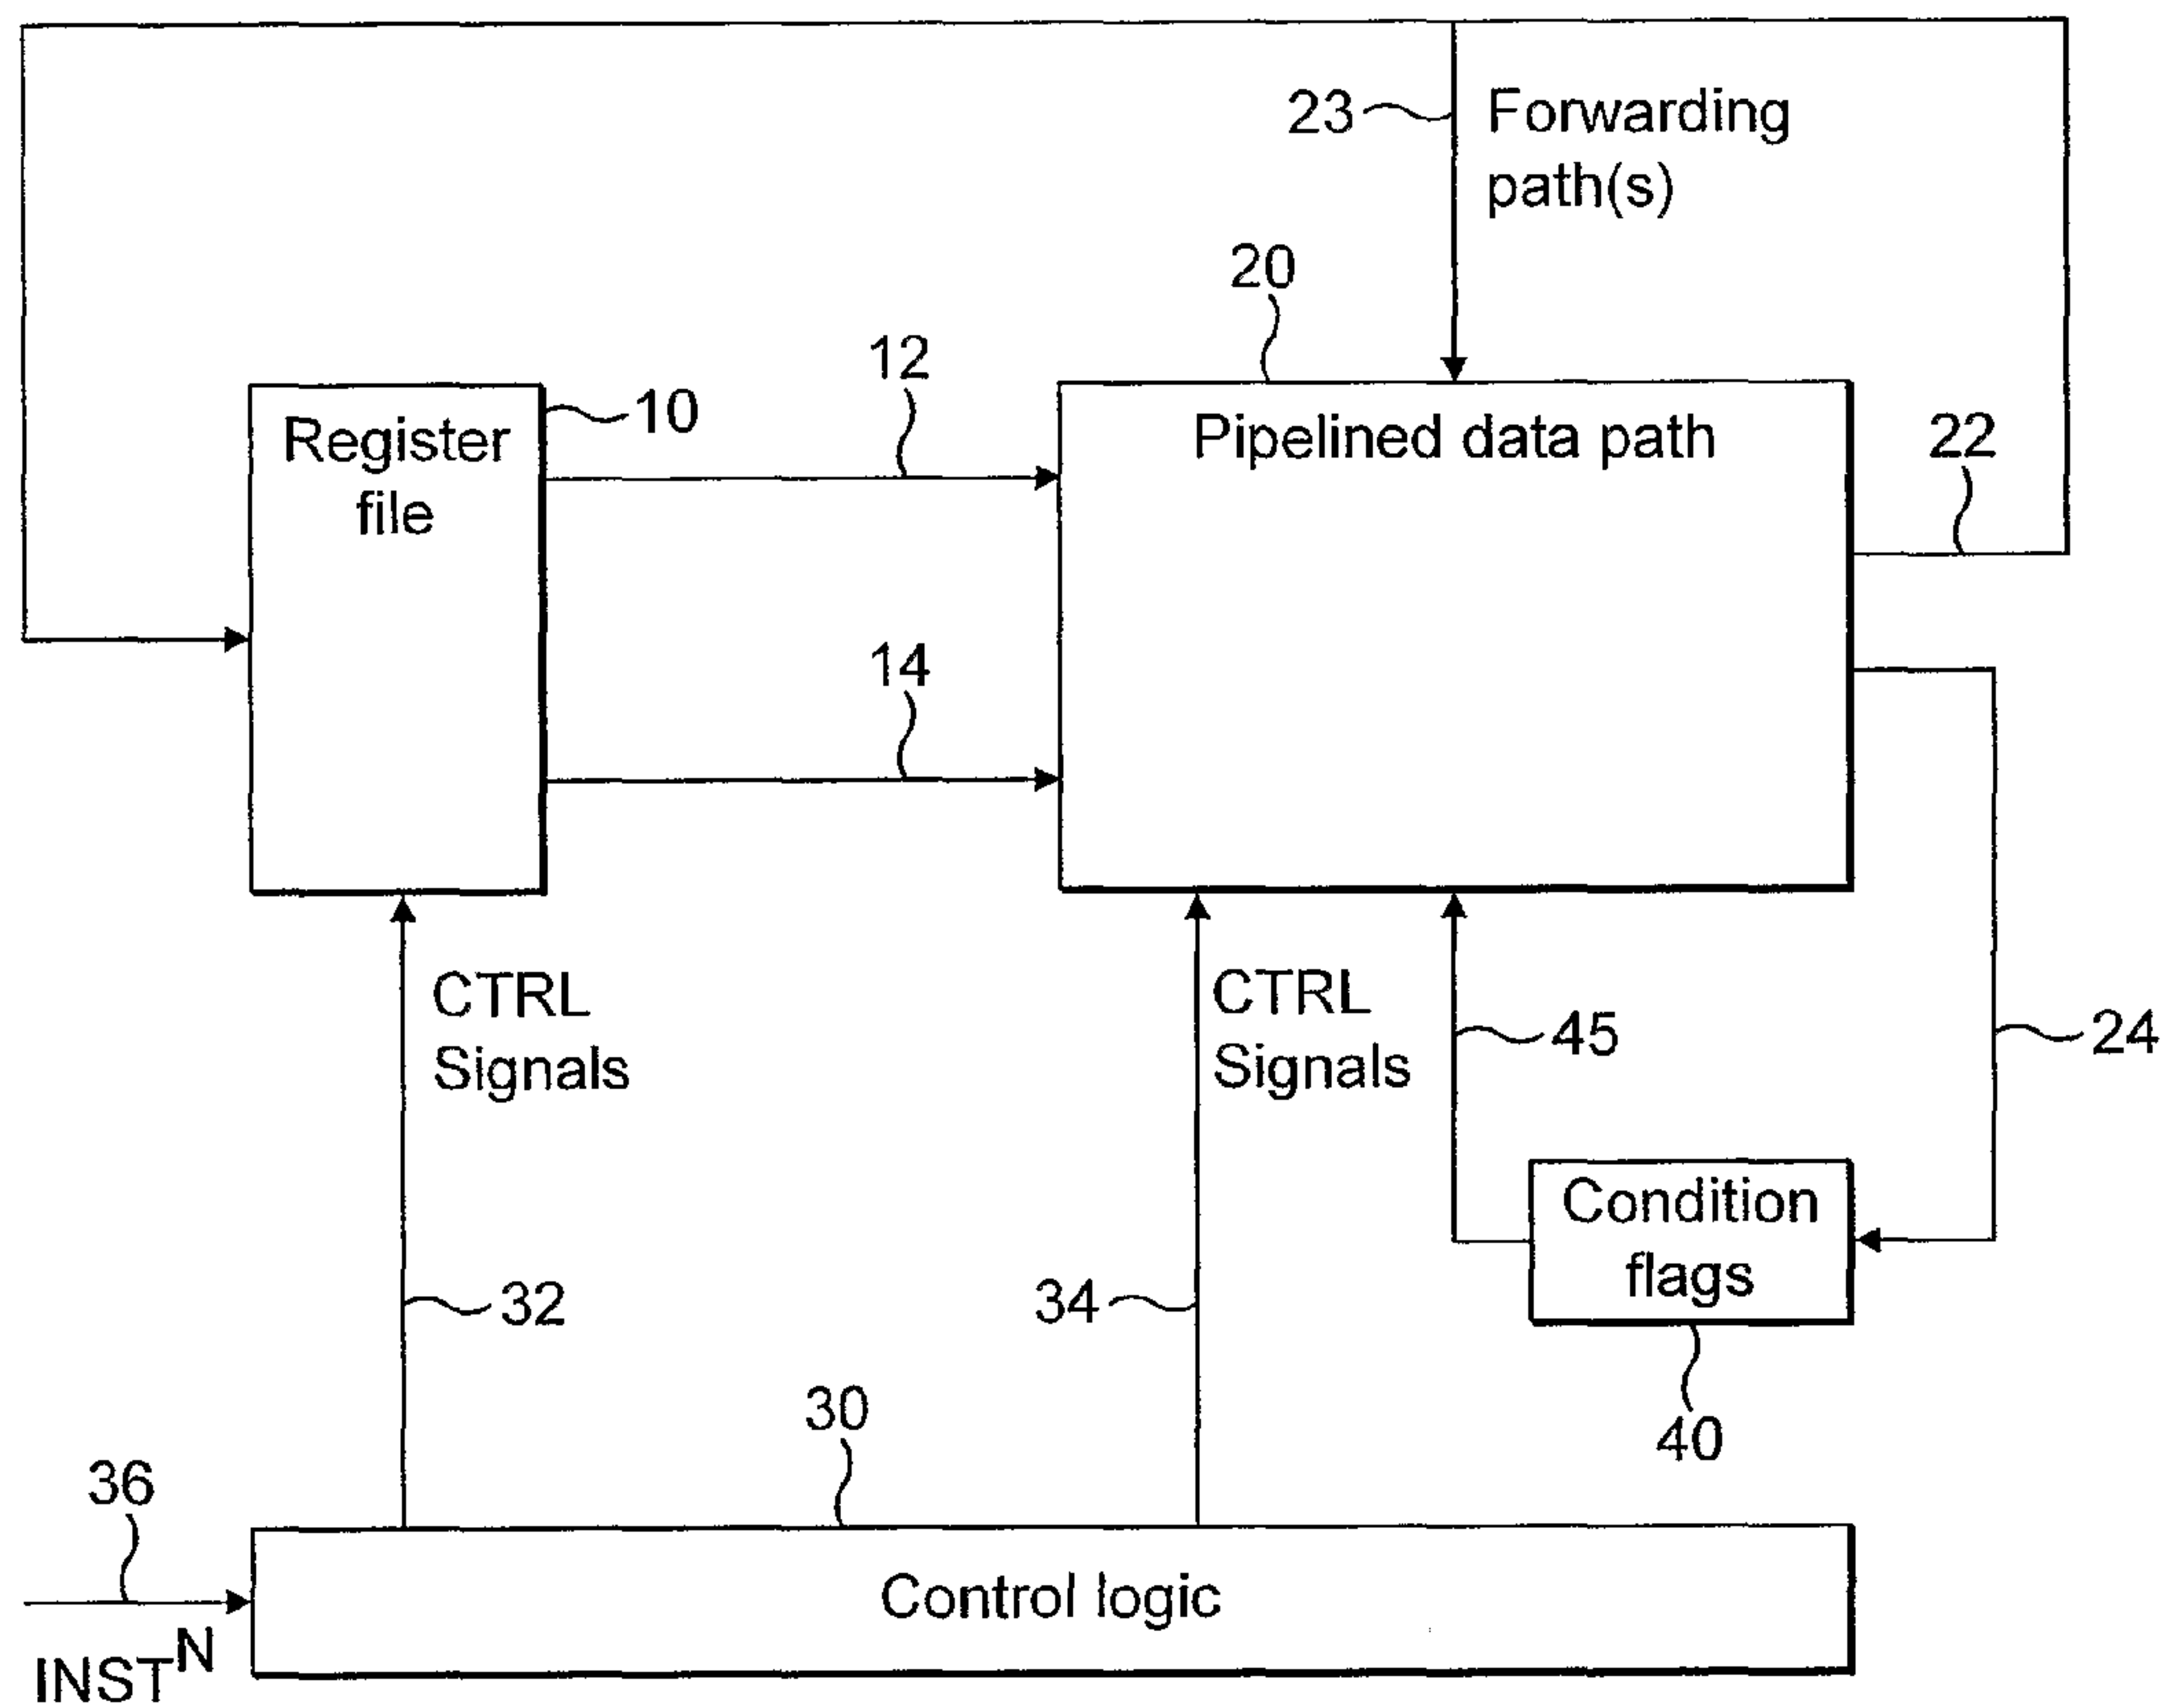 23
Forwarding
path(s)
20
12
10
Register
file
Pipelined data path
22
14
CTRL
Signals
CTRL
Signals
45
24
32
34
Condition
flags
40
30
36
Control logic
INSTᴺ